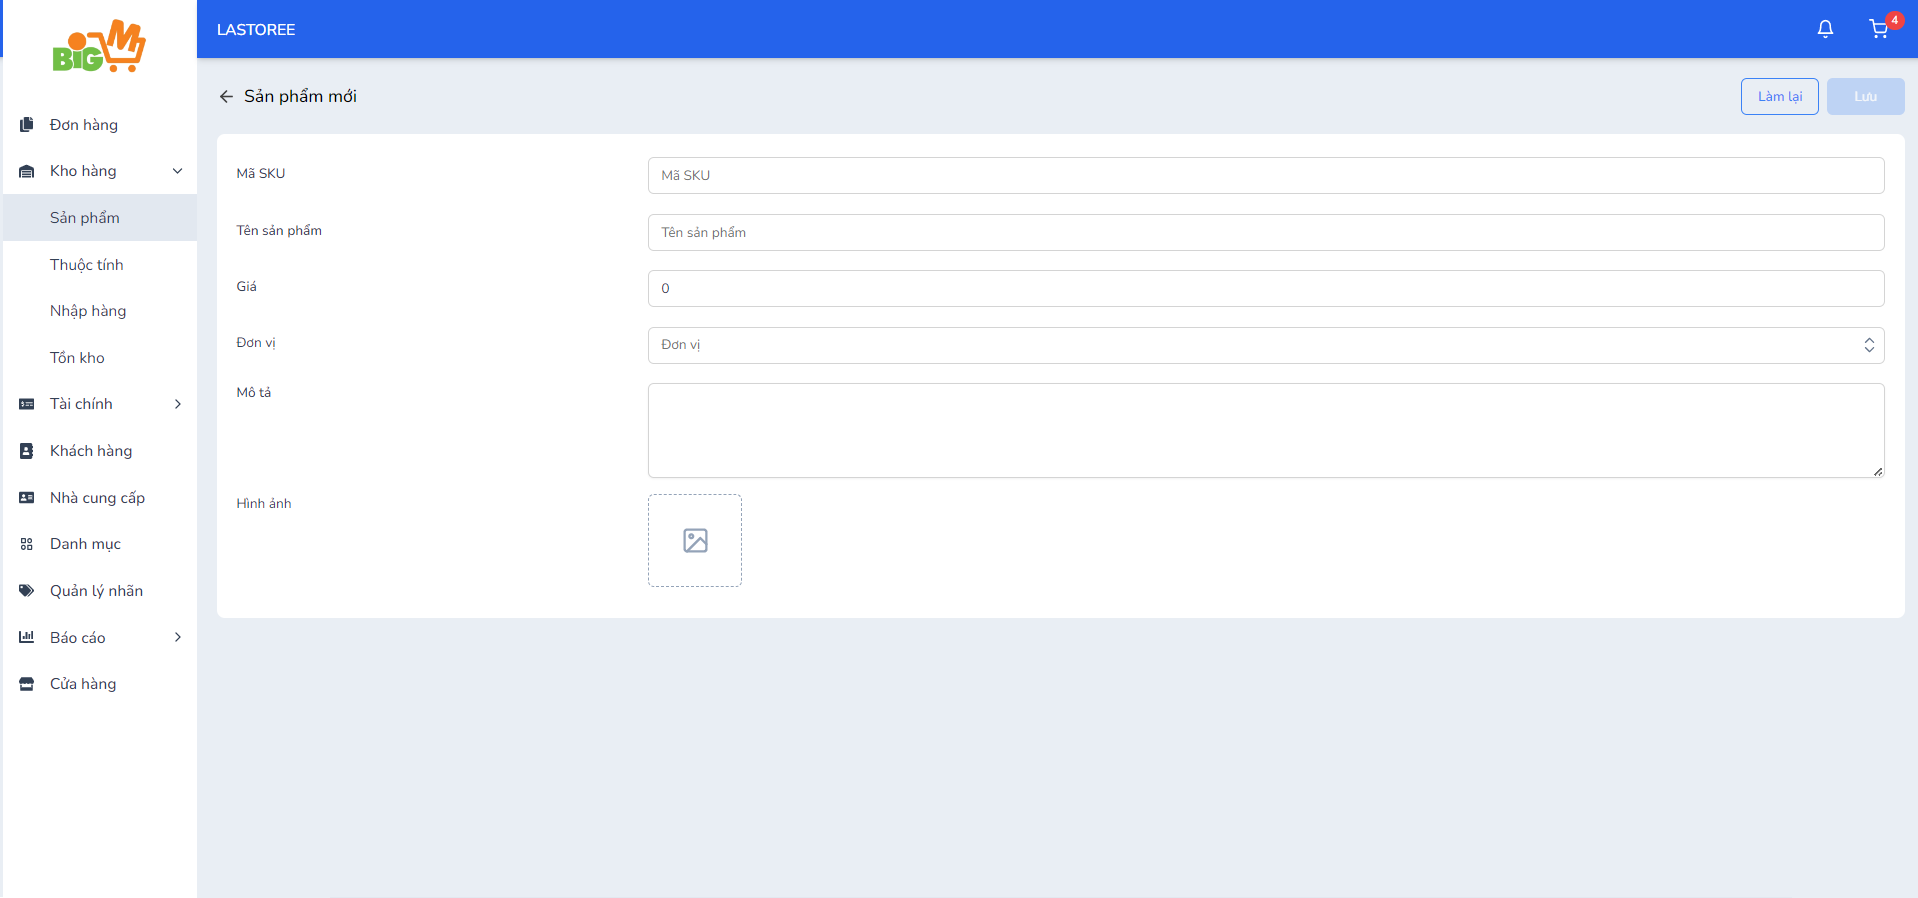 BIG M
LASTOREE
4
Sản phẩm mới
Làm lại
Lưu
Đơn hàng
Kho hàng
Sản phẩm
Thuộc tính
Nhập hàng
Tồn kho
Tài chính
Khách hàng
Nhà cung cấp
Danh mục
Quản lý nhãn
Báo cáo
Cửa hàng
Mã SKU
Mã SKU
Tên sản phẩm
Tên sản phẩm
Giá
0
Đơn vị
Đơn vị
Mô tả
Hình ảnh